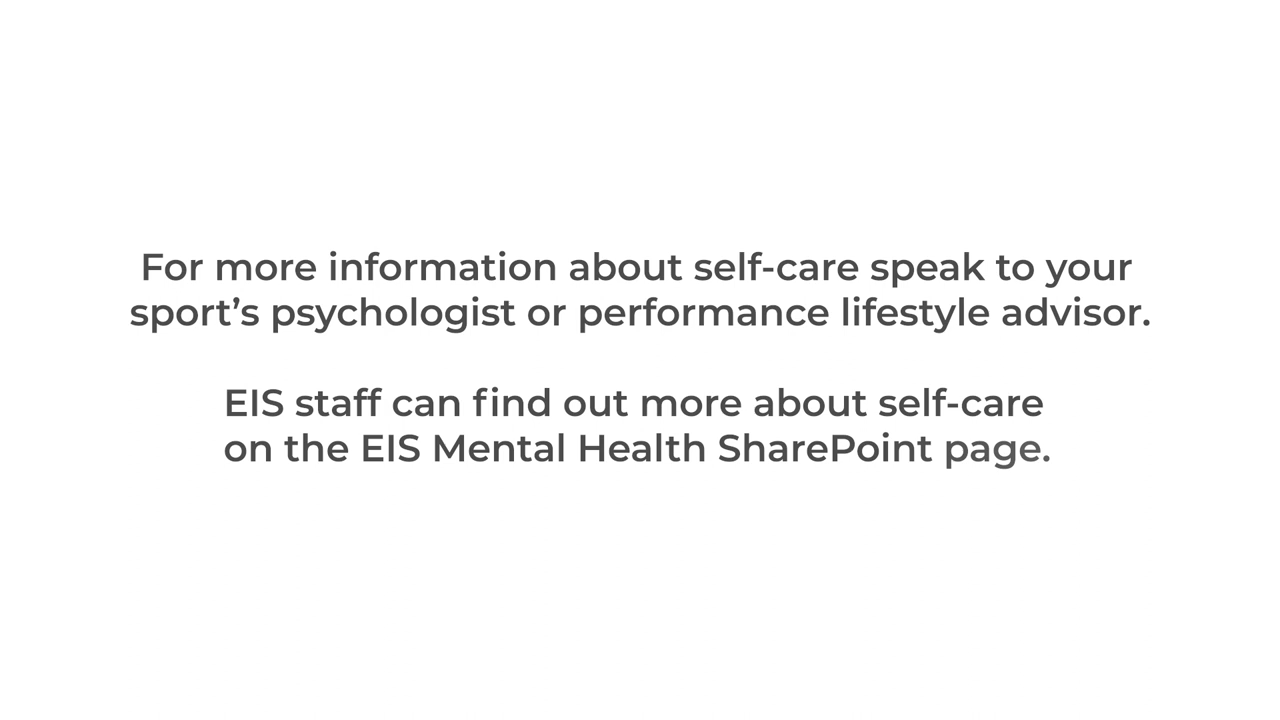 For more information about self-care speak to your
sport’s psychologist or performance lifestyle advisor.
EIS staff can find out more about self-care
on the EIS Mental Health SharePoint page.